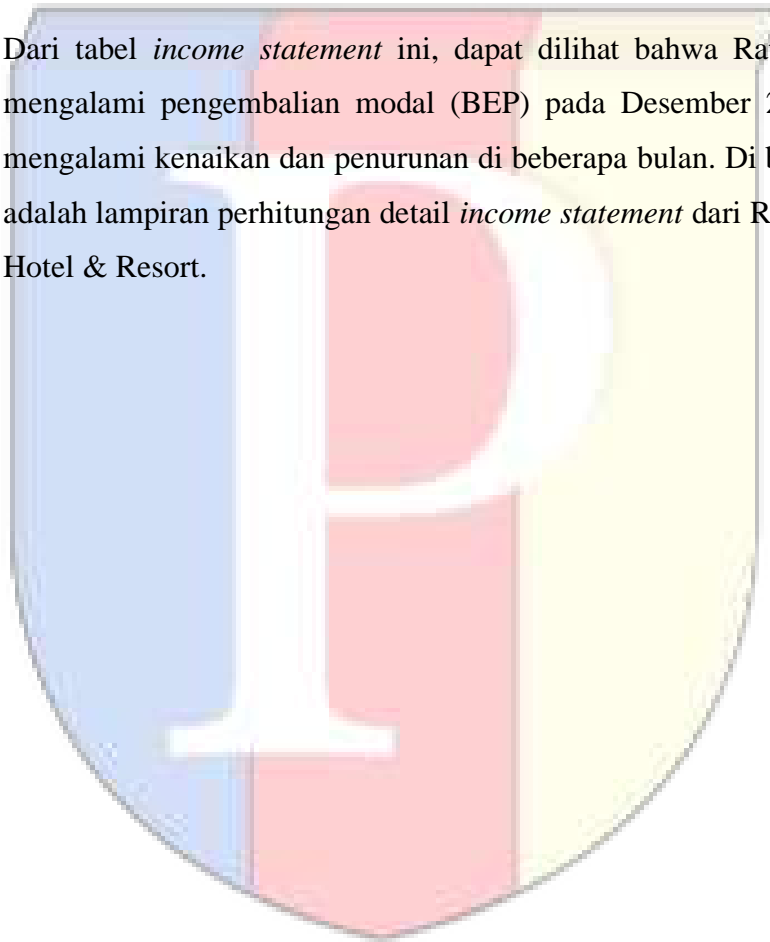 Dari tabel income statement ini, dapat dilihat bahwa
mengalami pengembalian modal (BEP) pada Desember
mengalami kenaikan dan penurunan di beberapa bulan. Di
adalah lampiran perhitungan detail income statement dari
Hotel & Resort.
P